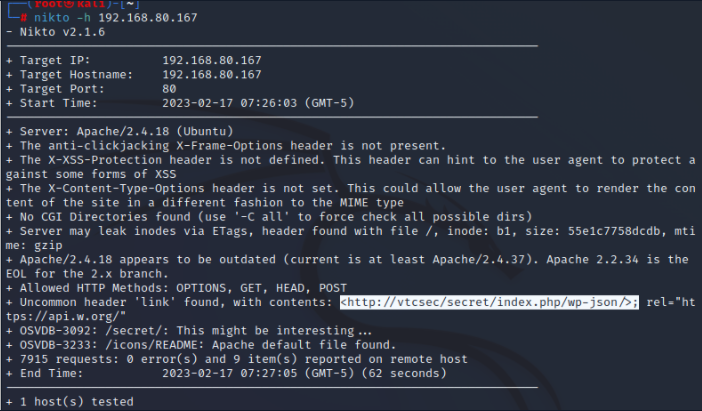 (root㉿kali)-[~]
# nikto -h 192.168.80.167
- Nikto v2.1.6
+ Target IP: 192.168.80.167
+ Target Hostname: 192.168.80.167
+ Target Port: 80
+ Start Time: 2023-02-17 07:26:03 (GMT-5)
+ Server: Apache/2.4.18 (Ubuntu)
+ The anti-clickjacking X-Frame-Options header is not present.
+ The X-XSS-Protection header is not defined. This header can hint to the user agent to protect a
gainst some forms of XSS
+ The X-Content-Type-Options header is not set. This could allow the user agent to render the con
tent of the site in a different fashion to the MIME type
+ No CGI Directories found (use '-C all' to force check all possible dirs)
+ Server may leak inodes via ETags, header found with file /, inode: b1, size: 55e1c7758dcdb, mti
me: gzip
+ Apache/2.4.18 appears to be outdated (current is at least Apache/2.4.37). Apache 2.2.34 is the
EOL for the 2.x branch.
+ Allowed HTTP Methods: OPTIONS, GET, HEAD, POST
+ Uncommon header 'link' found, with contents: <http://vtcsec/secret/index.php/wp-json/>; rel="ht
tps://api.w.org/"
+ OSVDB-3092: /secret/: This might be interesting...
+ OSVDB-3233: /icons/README: Apache default file found.
+ 7915 requests: 0 error(s) and 9 item(s) reported on remote host
+ End Time: 2023-02-17 07:27:05 (GMT-5) (62 seconds)
+ 1 host(s) tested